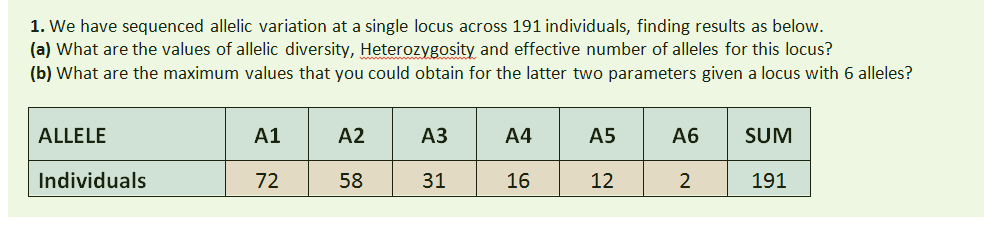 1. We have sequenced allelic variation at a single locus across 191 individuals, finding results as below.
(a) What are the values of allelic diversity, Heterozygosity and effective number of alleles for this locus?
(b) What are the maximum values that you could obtain for the latter two parameters given a locus with 6 alleles?
ALLELE A1 A2 A3 A4 A5 A6 SUM
Individuals 72 58 31 16 12 2 191